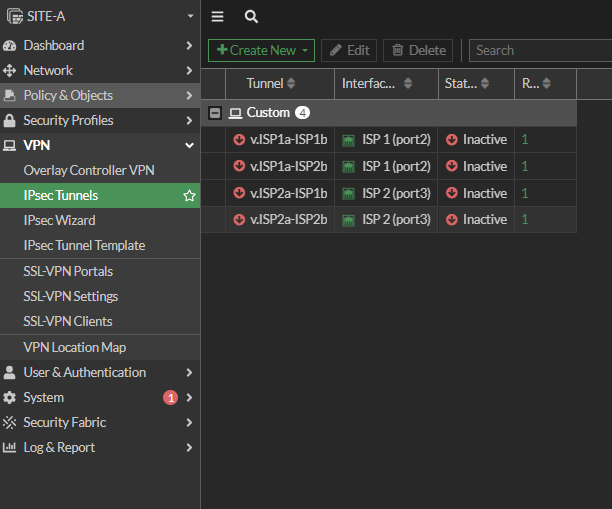 SITE-A
Dashboard
Network
Policy & Objects
Security Profiles
VPN
Overlay Controller VPN
IPsec Tunnels
IPsec Wizard
IPsec Tunnel Template
SSL-VPN Portals
SSL-VPN Settings
SSL-VPN Clients
VPN Location Map
User & Authentication
System 1
Security Fabric
Log & Report
Create New Edit Delete Search
Tunnel Interfac... Stat... R...
Custom 4
v.ISP1a-ISP1b ISP 1 (port2) Inactive 1
v.ISP1a-ISP2b ISP 1 (port2) Inactive 1
v.ISP2a-ISP1b ISP 2 (port3) Inactive 1
v.ISP2a-ISP2b ISP 2 (port3) Inactive 1